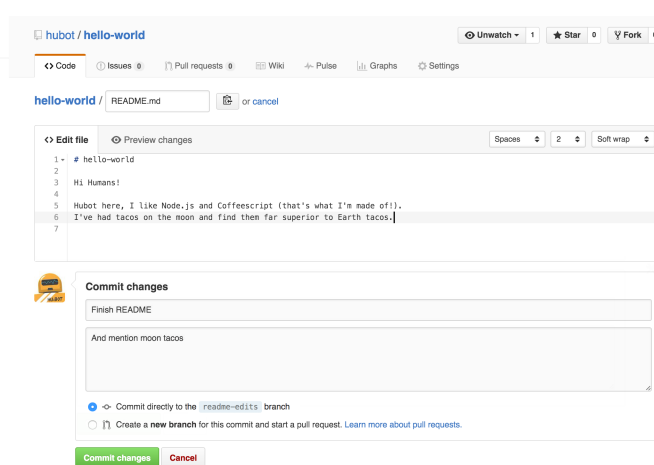 hubot / hello-world
Unwatch 1 Star 0 Fork
Code Issues 0 Pull requests 0 Wiki Pulse Graphs Settings
hello-world / README.md or cancel
<> Edit file Preview changes Spaces 2 Soft wrap
1 # hello-world
2
3 Hi Humans!
4
5 Hubot here, I like Node.js and Coffeescript (that's what I'm made of!).
6 I've had tacos on the moon and find them far superior to Earth tacos.
7
HUBOT
Commit changes
Finish README
And mention moon tacos
Commit directly to the readme-edits branch
Create a new branch for this commit and start a pull request. Learn more about pull requests.
Commit changes Cancel